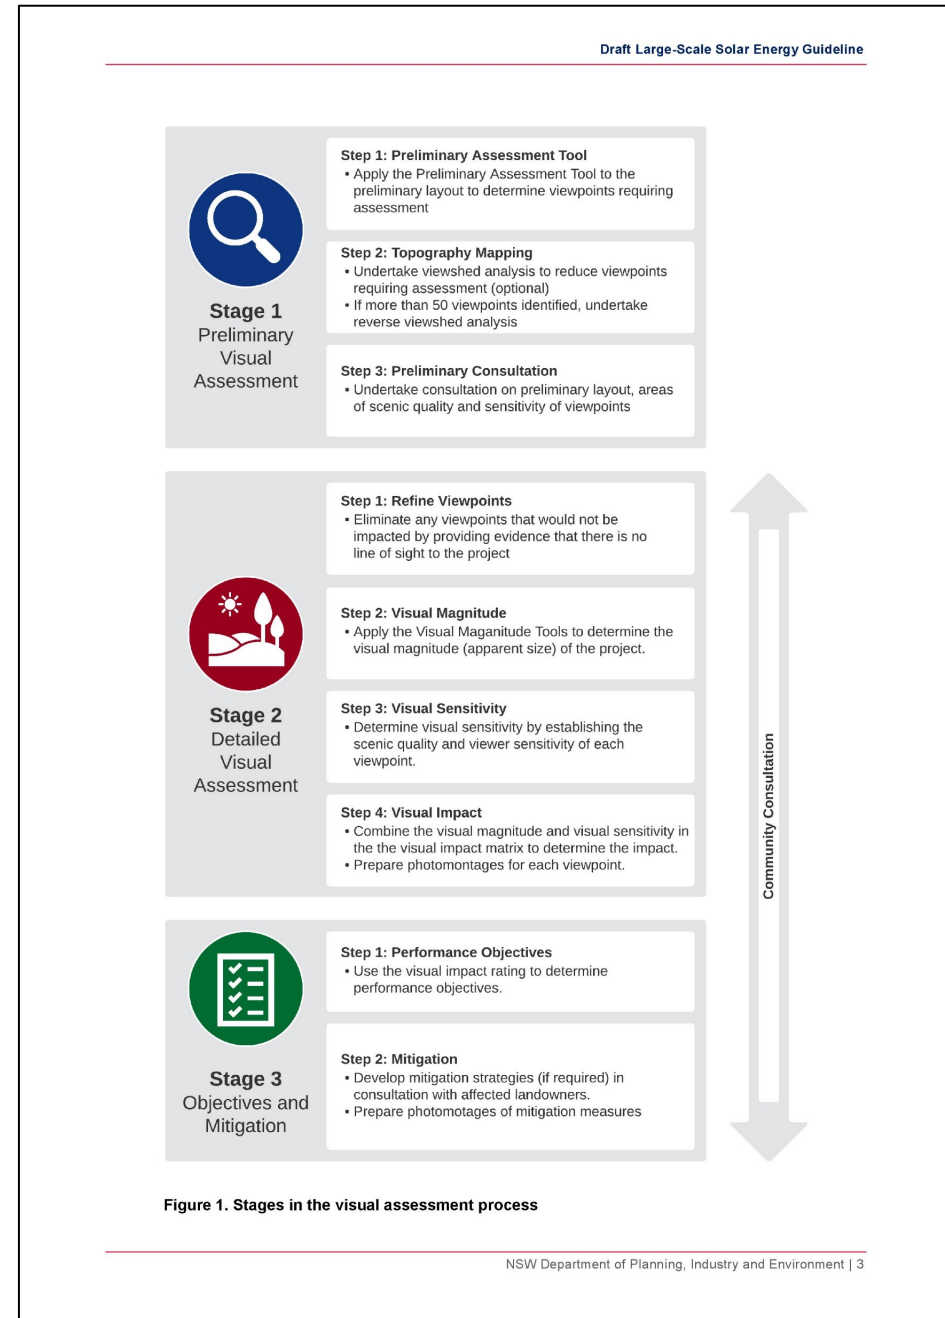 Draft Large-Scale Solar Energy Guideline
Stage 1
Preliminary
Visual
Assessment
Step 1: Preliminary Assessment Tool
• Apply the Preliminary Assessment Tool to the
preliminary layout to determine viewpoints requiring
assessment
Step 2: Topography Mapping
• Undertake viewshed analysis to reduce viewpoints
requiring assessment (optional)
• If more than 50 viewpoints identified, undertake
reverse viewshed analysis
Step 3: Preliminary Consultation
• Undertake consultation on preliminary layout, areas
of scenic quality and sensitivity of viewpoints
Stage 2
Detailed
Visual
Assessment
Step 1: Refine Viewpoints
• Eliminate any viewpoints that would not be
impacted by providing evidence that there is no
line of sight to the project
Step 2: Visual Magnitude
• Apply the Visual Maganitude Tools to determine the
visual magnitude (apparent size) of the project.
Step 3: Visual Sensitivity
• Determine visual sensitivity by establishing the
scenic quality and viewer sensitivity of each
viewpoint.
Step 4: Visual Impact
• Combine the visual magnitude and visual sensitivity in
the the visual impact matrix to determine the impact.
• Prepare photomontages for each viewpoint.
Stage 3
Objectives and
Mitigation
Step 1: Performance Objectives
• Use the visual impact rating to determine
performance objectives.
Step 2: Mitigation
• Develop mitigation strategies (if required) in
consultation with affected landowners.
• Prepare photomotages of mitigation measures
Community Consultation
Figure 1. Stages in the visual assessment process
NSW Department of Planning, Industry and Environment | 3